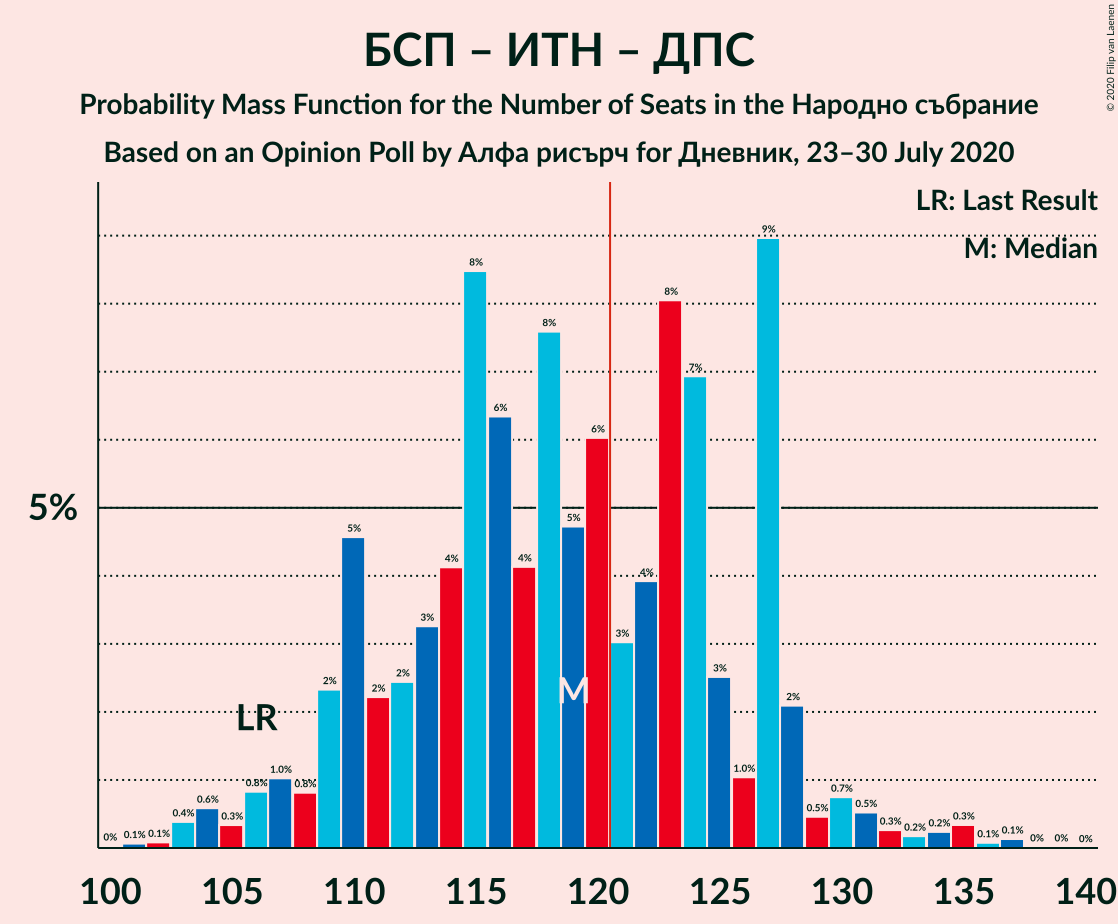 БСП – ИТН – ДПС
Probability Mass Function for the Number of Seats in the Народно събрание
Based on an Opinion Poll by Алфа рисърч for Дневник, 23–30 July 2020
© 2020 Filip van Laenen
LR: Last Result
M: Median
5%
0% 0.1% 0.1% 0.4% 0.6% 0.3% 0.8% 1.0% 0.8% 2% 5% 2% 2% 3% 4% 8% 6% 4% 8% 5% 6% 3% 4% 8% 7% 3% 1.0% 9% 2% 0.5% 0.7% 0.5% 0.3% 0.2% 0.2% 0.3% 0.1% 0.1% 0% 0% 0%
LR
M
100 105 110 115 120 125 130 135 140